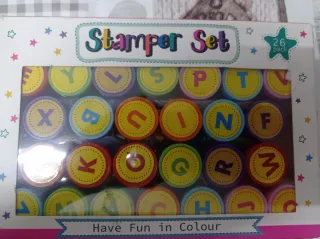 Stamper Set
26
E Y L S P T
X B U I N F
K C Q R W
Have Fun in Colour